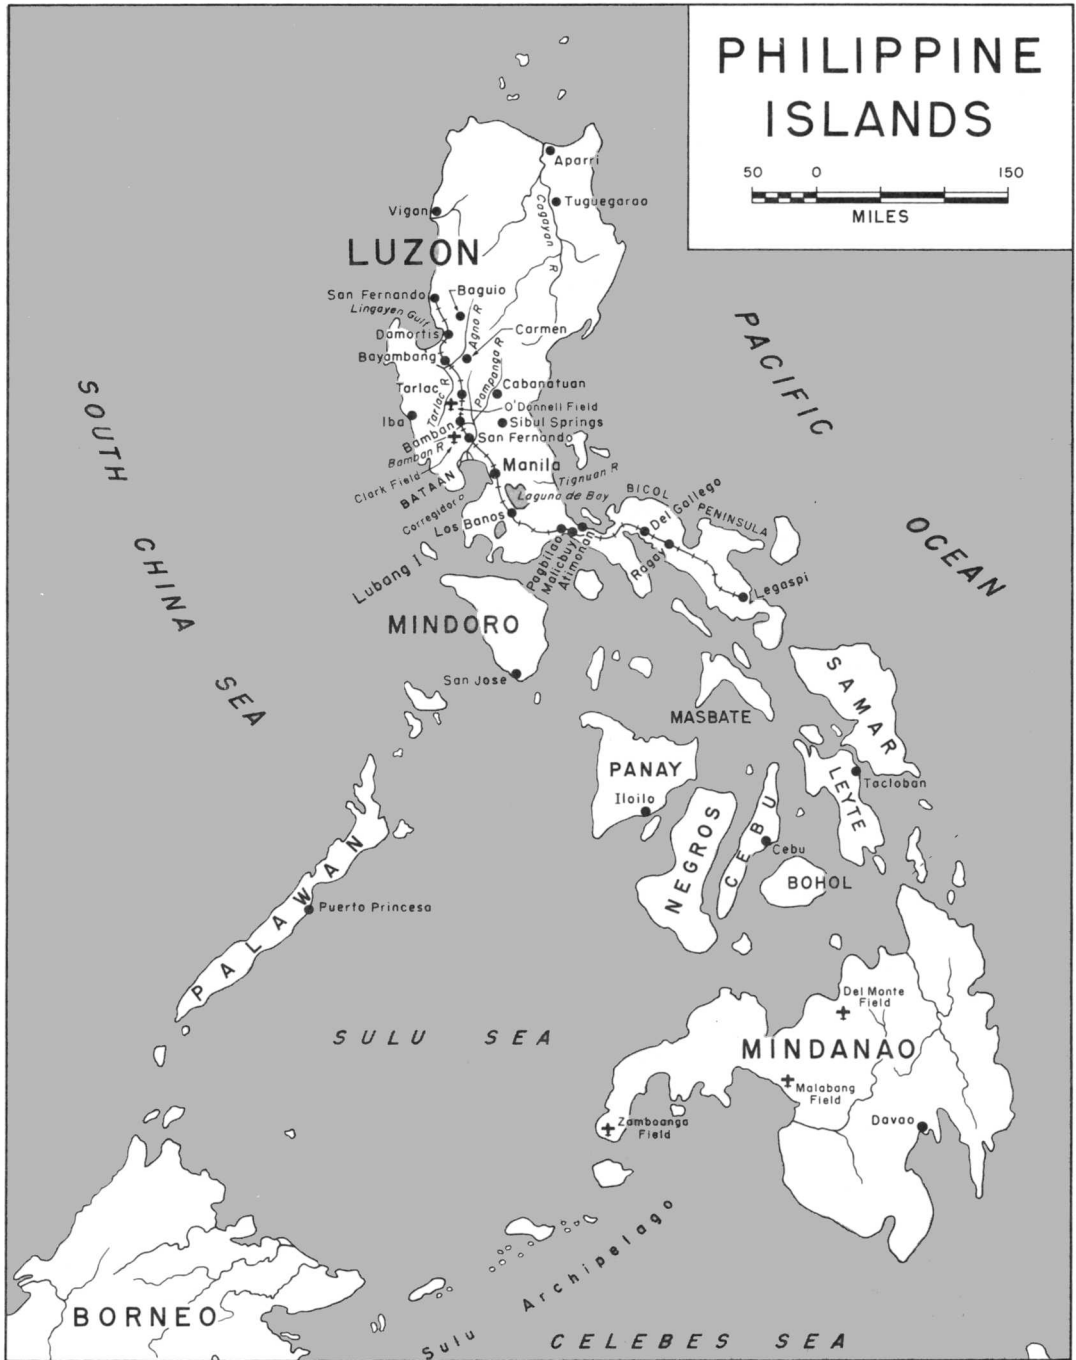 PHILIPPINE
ISLANDS
50 0 150
MILES
Aparri
Tuguegarao
Cagayan R
Vigan
LUZON
San Fernando
Baguio
Lingayen Gulf
Agno R
Damortis
Carmen
Bayambang
Pampanga R
PACIFIC
OCEAN
SOUTH
CHINA
SEA
Tarlac
Tarlac R
Cabanatuan
O'Donnell Field
Iba
Sibul Springs
Bamban
San Fernando
Bamban R
Clark Field
Manila
BATAAN
Tignuan R
Corregidor
Laguna de Bay
BICOL
PENINSULA
Los Banos
Del Gallego
Pagbilao
Malicbuy
Atimonan
Ragay
Lubang I
Legaspi
MINDORO
San Jose
SAMAR
MASBATE
PANAY
Iloilo
LEYTE
Tacloban
NEGROS
CEBU
Cebu
BOHOL
PALAWAN
Puerto Princesa
SULU SEA
Del Monte
Field
MINDANAO
Malabang
Field
Zamboanga
Field
Davao
Sulu Archipelago
BORNEO
CELEBES SEA